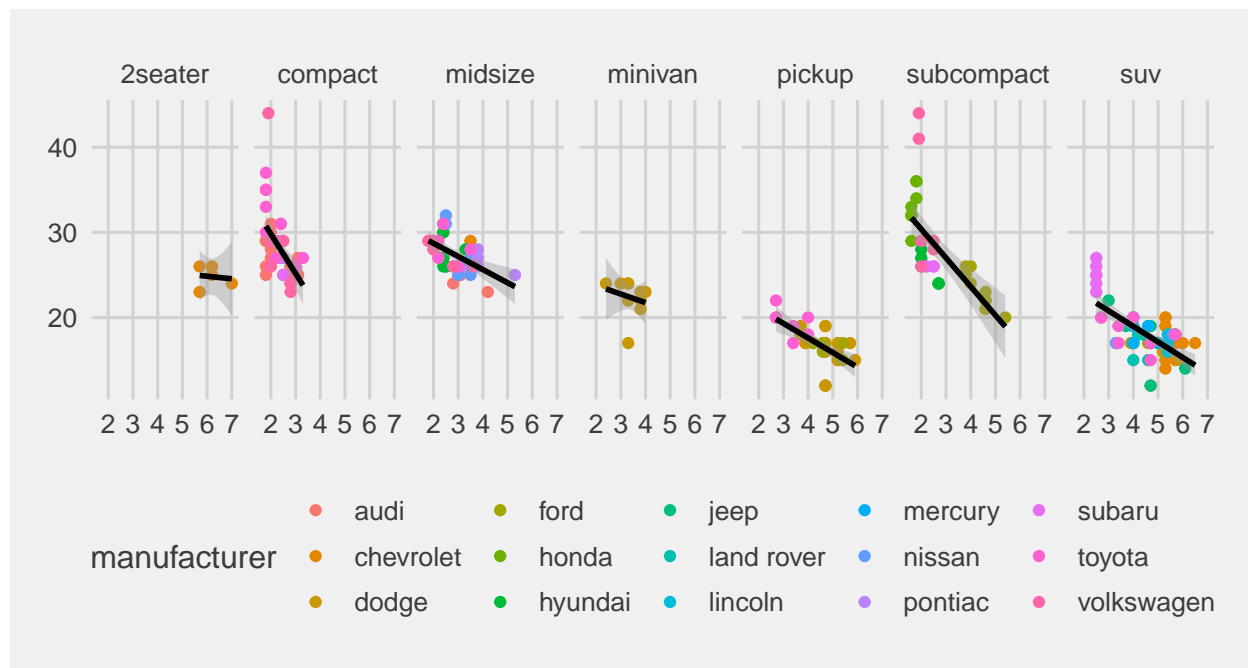 2seater compact midsize minivan pickup subcompact suv
40
30
20
2 3 4 5 6 7 2 3 4 5 6 7 2 3 4 5 6 7 2 3 4 5 6 7 2 3 4 5 6 7 2 3 4 5 6 7 2 3 4 5 6 7
audi ford jeep mercury subaru
manufacturer chevrolet honda land rover nissan toyota
dodge hyundai lincoln pontiac volkswagen